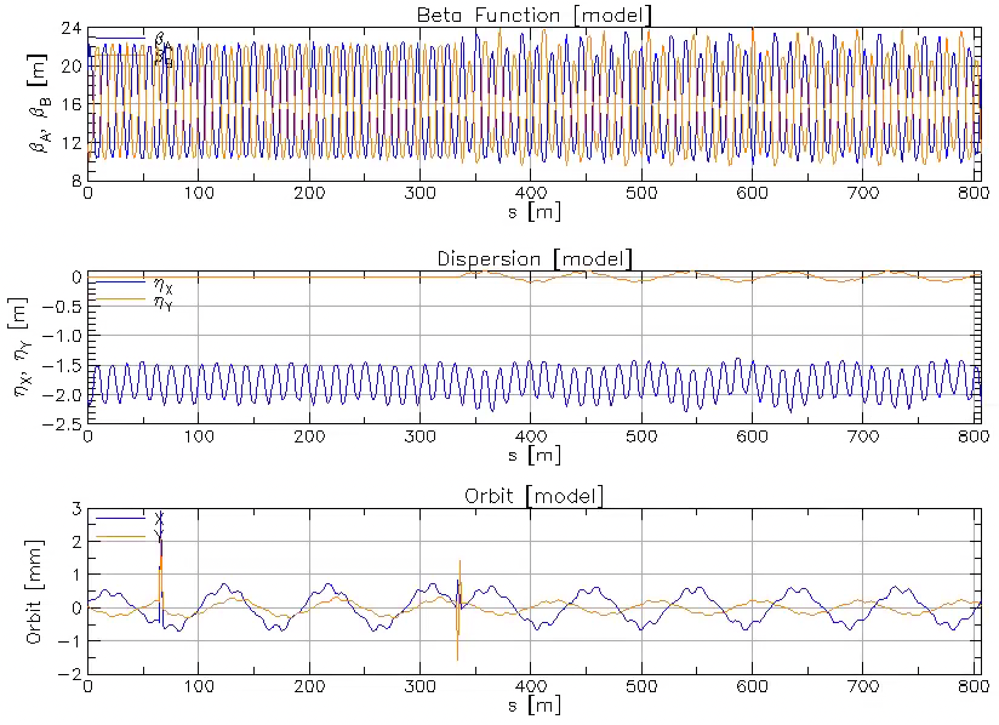 Beta Function [model]
β_A, β_B [m]
24
20
16
12
8
β_A
β_B
0 100 200 300 400 500 600 700 800
s [m]
Dispersion [model]
η_X, η_Y [m]
0
−0.5
−1.0
−1.5
−2.0
−2.5
η_X
η_Y
0 100 200 300 400 500 600 700 800
s [m]
Orbit [model]
Orbit [mm]
3
2
1
0
−1
−2
X
Y
0 100 200 300 400 500 600 700 800
s [m]